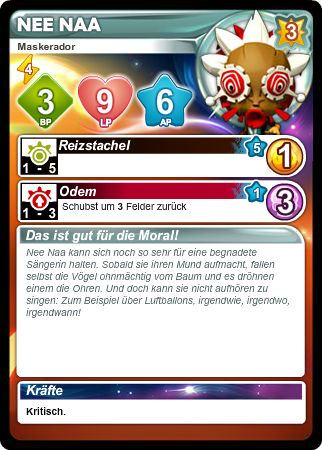 NEE NAA
3
Maskerador
4
3 BP
9 LP
6 AP
Reizstachel 5 1
1 - 5
Odem 1 3
1 - 3 Schubst um 3 Felder zurück
Das ist gut für die Moral!
Nee Naa kann sich noch so sehr für eine begnadete
Sängerin halten. Sobald sie ihren Mund aufmacht, fallen
selbst die Vögel ohnmächtig vom Baum und es dröhnen
einem die Ohren. Und doch kann sie nicht aufhören zu
singen: Zum Beispiel über Luftballons, irgendwie, irgendwo,
irgendwann!
Kräfte
Kritisch.